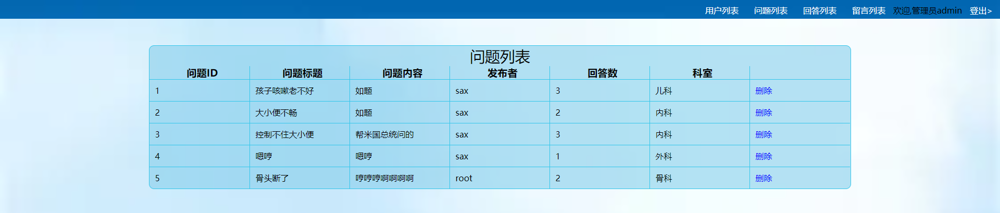 用户列表 问题列表 回答列表 留言列表 欢迎,管理员admin 登出>
问题列表
问题ID 问题标题 问题内容 发布者 回答数 科室
1 孩子咳嗽老不好 如题 sax 3 儿科 删除
2 大小便不畅 如题 sax 2 内科 删除
3 控制不住大小便 帮米国总统问的 sax 3 内科 删除
4 嗯哼 嗯哼 sax 1 外科 删除
5 骨头断了 哼哼哼啊啊啊啊 root 2 骨科 删除